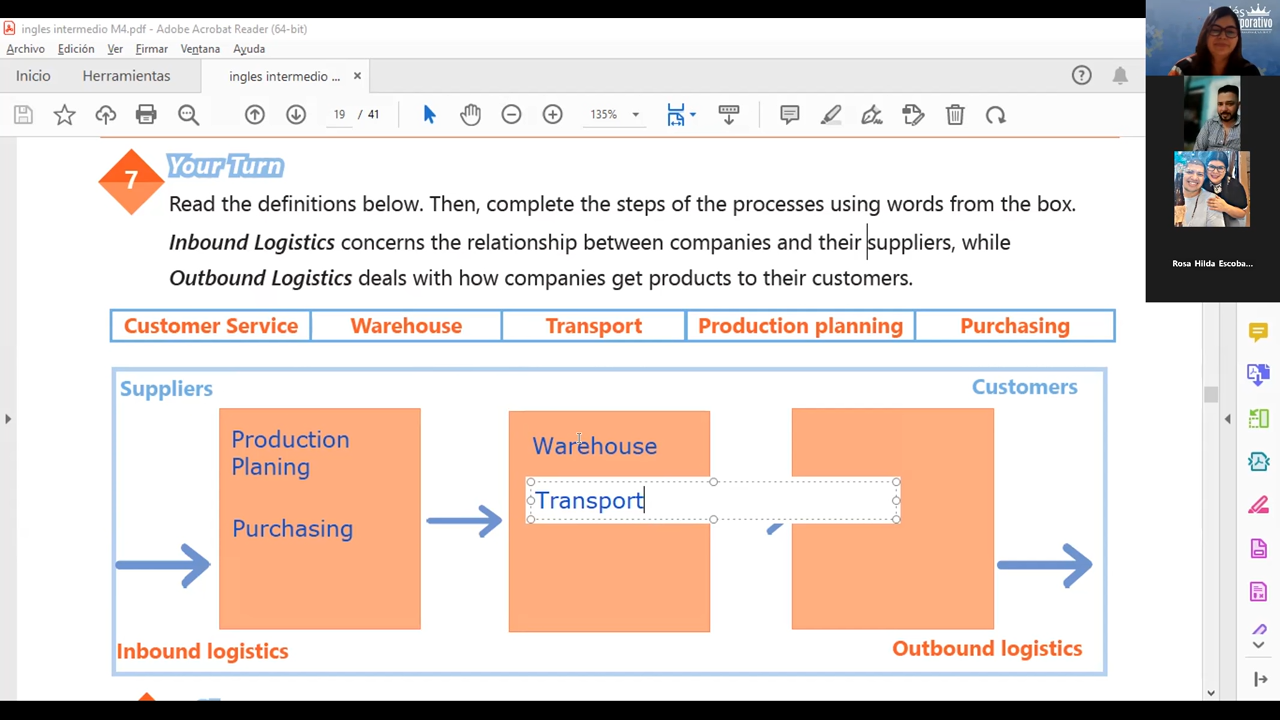 ingles intermedio M4.pdf - Adobe Acrobat Reader (64-bit)
Archivo Edición Ver Firmar Ventana Ayuda
Inicio Herramientas ingles intermedio ... ×
19 / 41 135%
7 Your Turn
Read the definitions below. Then, complete the steps of the processes using words from the box.
Inbound Logistics concerns the relationship between companies and their suppliers, while
Outbound Logistics deals with how companies get products to their customers.
Customer Service Warehouse Transport Production planning Purchasing
Suppliers Customers
Production
Planing
Purchasing
Warehouse
Transport
Inbound logistics Outbound logistics
Rosa Hilda Escoba...